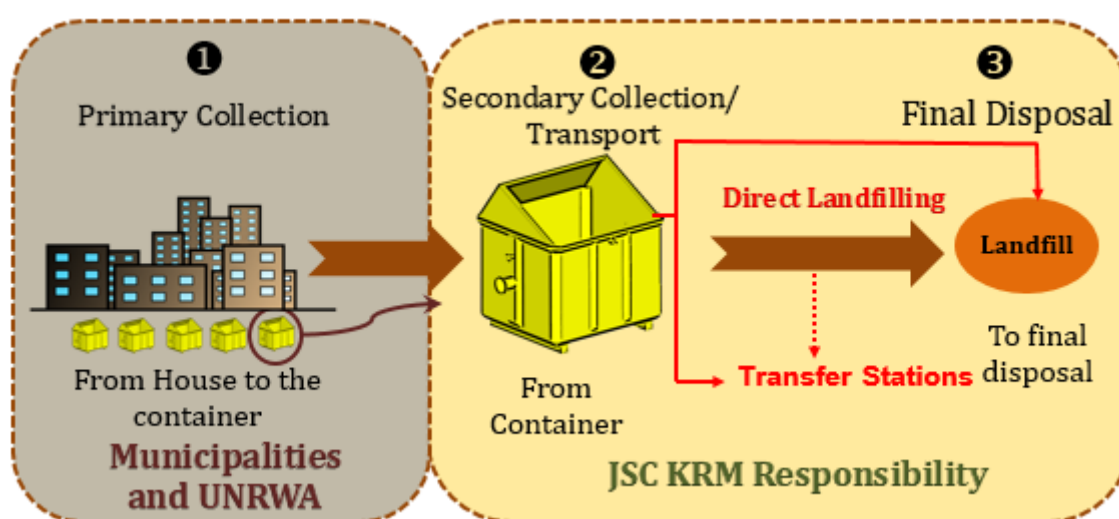 ❶
Primary Collection
From House to the
container
Municipalities
and UNRWA
❷
Secondary Collection/
Transport
From
Container
❸
Final Disposal
Direct Landfilling
Landfill
Transfer Stations
To final
disposal
JSC KRM Responsibility